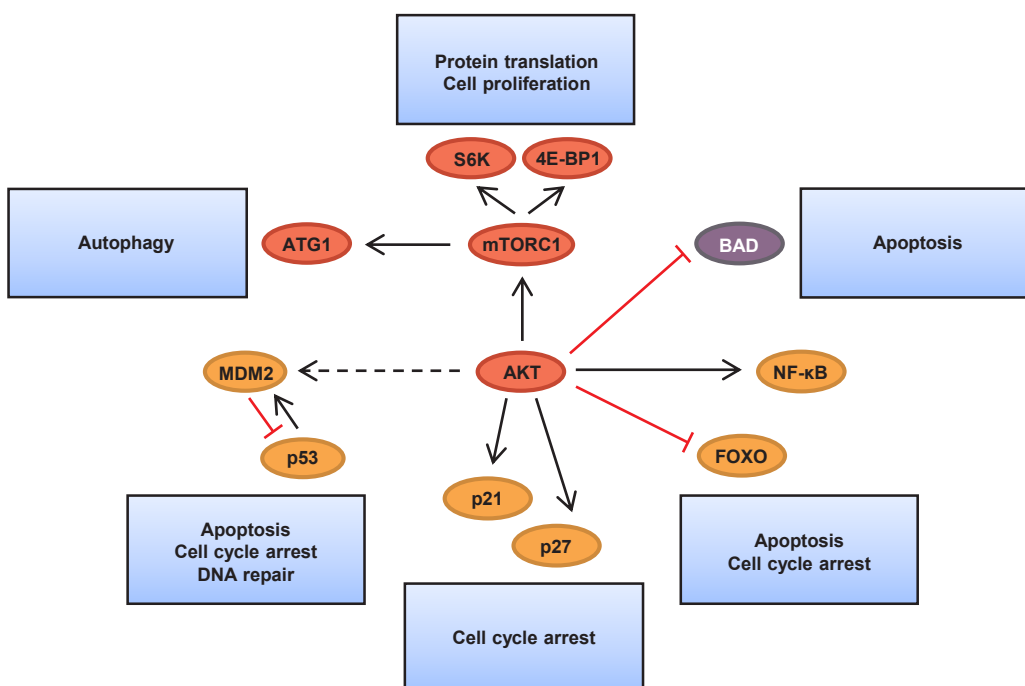 Protein translation
Cell proliferation
S6K
4E-BP1
Autophagy
ATG1
mTORC1
BAD
Apoptosis
MDM2
AKT
NF-κB
p53
FOXO
p21
p27
Apoptosis
Cell cycle arrest
DNA repair
Apoptosis
Cell cycle arrest
Cell cycle arrest